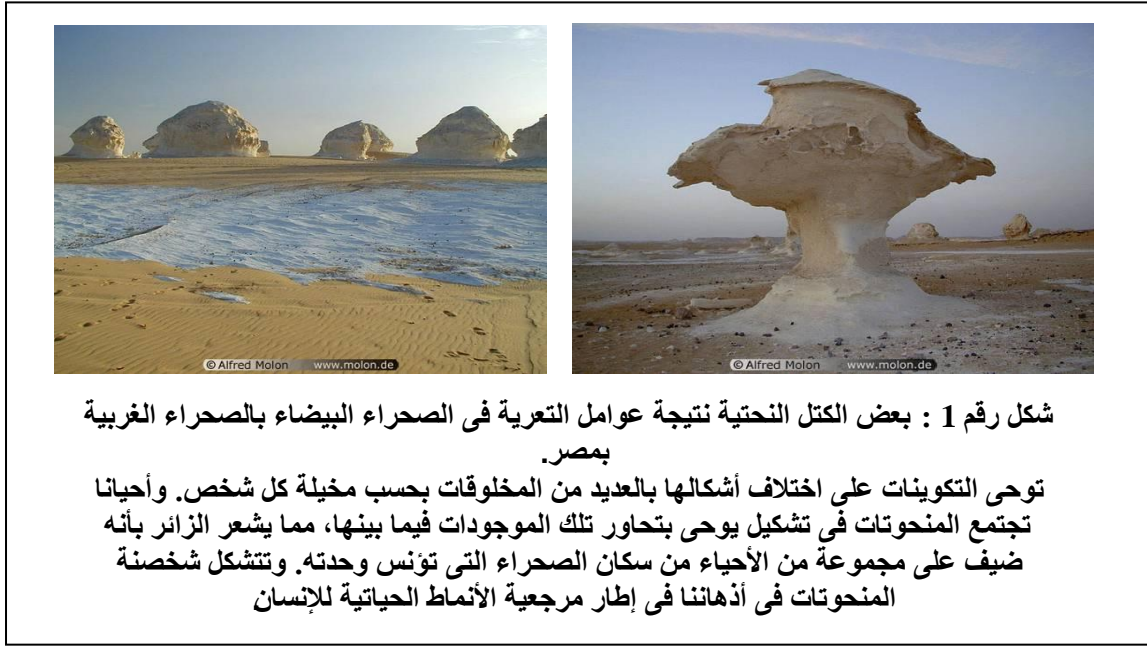 © Alfred Molon www.molon.de
© Alfred Molon www.molon.de
شكل رقم 1 : بعض الكتل النحتية نتيجة عوامل التعرية فى الصحراء البيضاء بالصحراء الغربية
بمصر.
توحى التكوينات على اختلاف أشكالها بالعديد من المخلوقات بحسب مخيلة كل شخص. وأحيانا
تجتمع المنحوتات فى تشكيل يوحى بتحاور تلك الموجودات فيما بينها، مما يشعر الزائر بأنه
ضيف على مجموعة من الأحياء من سكان الصحراء التى تؤنس وحدته. وتتشكل شخصنة
المنحوتات فى أذهاننا فى إطار مرجعية الأنماط الحياتية للإنسان